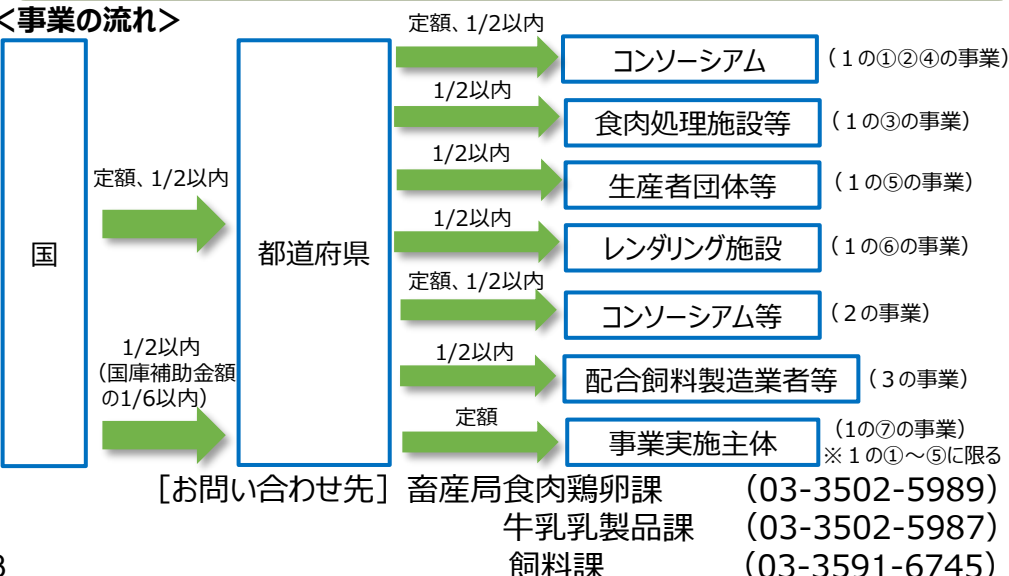 <事業の流れ>
国
定額、1/2以内
1/2以内
（国庫補助金額
の1/6以内）
都道府県
定額、1/2以内
コンソーシアム
（１の①②④の事業）
1/2以内
食肉処理施設等
（１の③の事業）
1/2以内
生産者団体等
（１の⑤の事業）
1/2以内
レンダリング施設
（１の⑥の事業）
定額、1/2以内
コンソーシアム等
（２の事業）
1/2以内
配合飼料製造業者等
（３の事業）
定額
事業実施主体
（1の⑦の事業）
※１の①～⑤に限る
［お問い合わせ先］畜産局食肉鶏卵課　（03-3502-5989）
牛乳乳製品課　（03-3502-5987）
飼料課　（03-3591-6745）